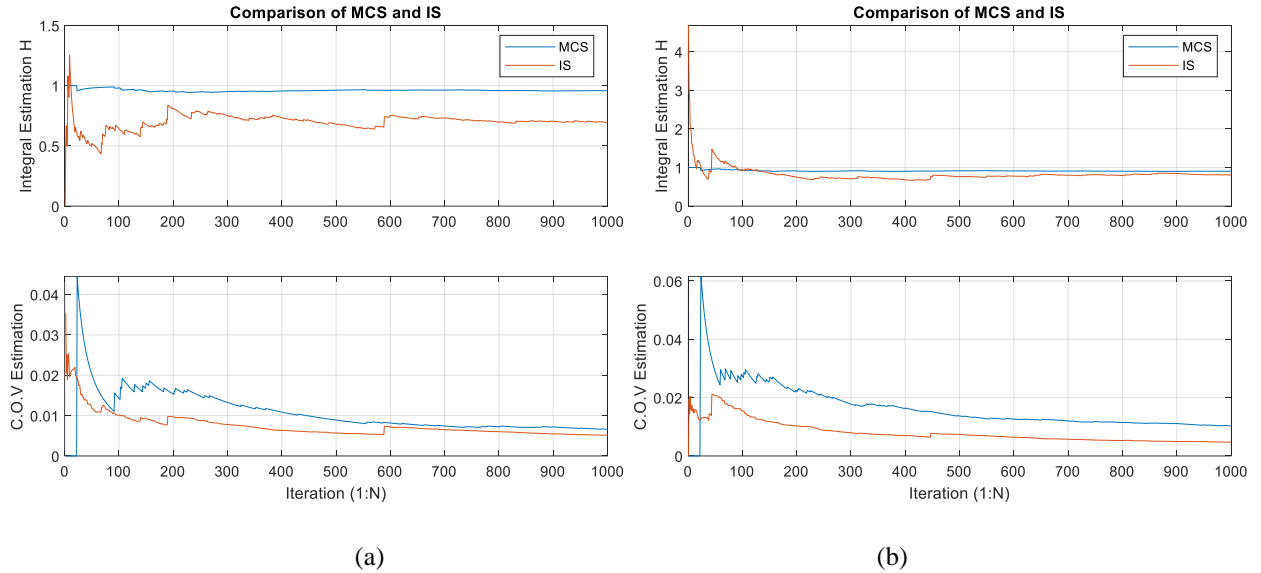 Comparison of MCS and IS
Integral Estimation H
1.5
1
0.5
0
0 100 200 300 400 500 600 700 800 900 1000
MCS
IS
C.O.V Estimation
0.04
0.03
0.02
0.01
0
0 100 200 300 400 500 600 700 800 900 1000
Iteration (1:N)
(a)
Comparison of MCS and IS
Integral Estimation H
4
3
2
1
0
0 100 200 300 400 500 600 700 800 900 1000
MCS
IS
C.O.V Estimation
0.06
0.04
0.02
0
0 100 200 300 400 500 600 700 800 900 1000
Iteration (1:N)
(b)